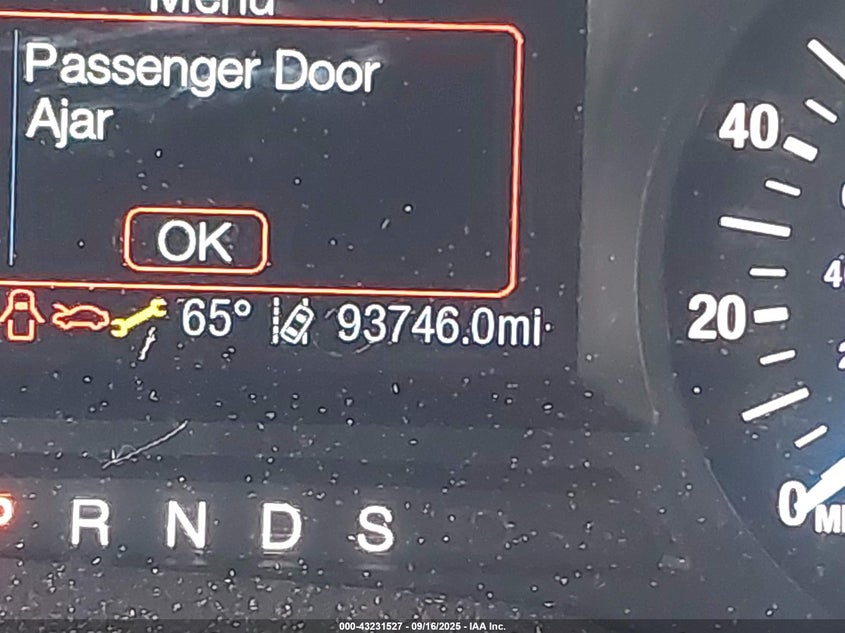 Menu
Passenger Door
Ajar
OK
65° 93746.0mi
40
20
0
P R N D S
000-43231527 - 09/16/2025 - IAA Inc.